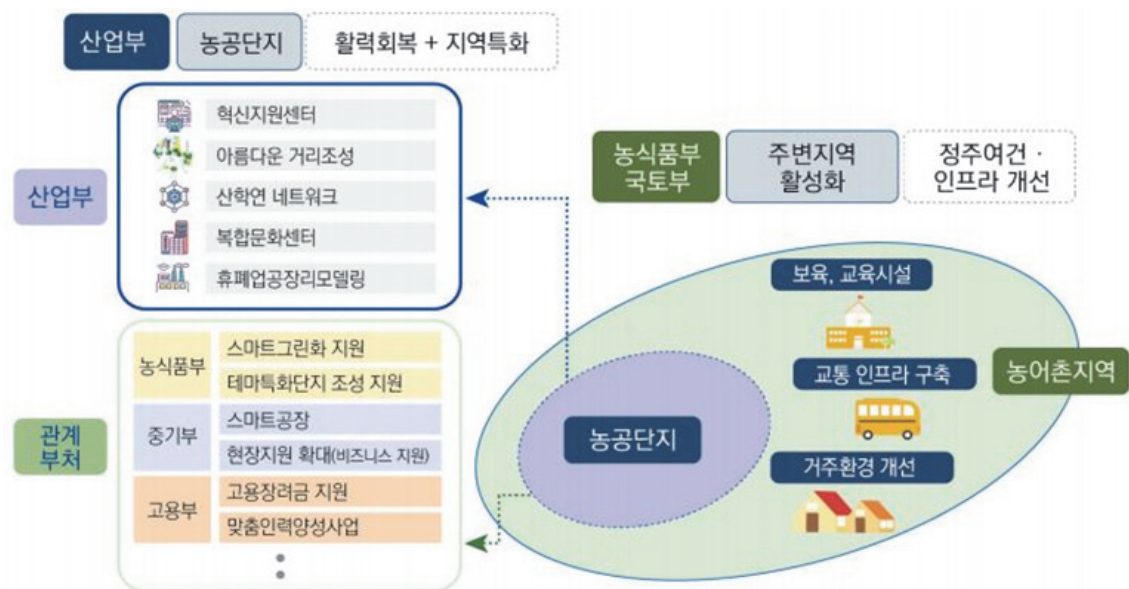 산업부
농공단지
활력회복 + 지역특화
산업부
혁신지원센터
아름다운 거리조성
산학연 네트워크
복합문화센터
휴폐업공장리모델링
관계
부처
농식품부
스마트그린화 지원
테마특화단지 조성 지원
중기부
스마트공장
현장지원 확대(비즈니스 지원)
고용부
고용장려금 지원
맞춤인력양성사업
농식품부
국토부
주변지역
활성화
정주여건 ·
인프라 개선
보육, 교육시설
교통 인프라 구축
농어촌지역
농공단지
거주환경 개선